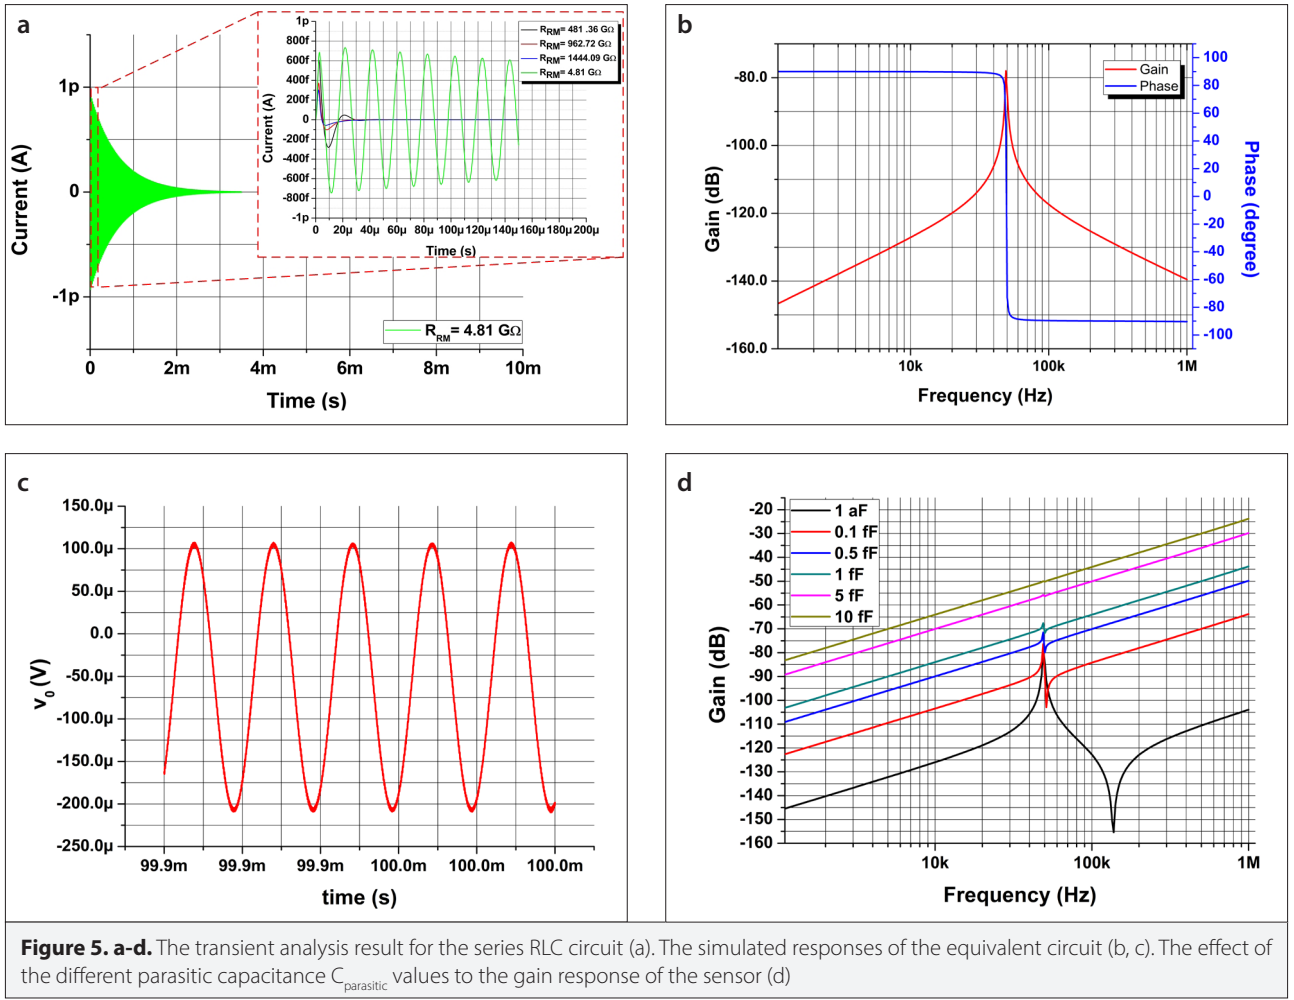 a
Current (A)
1p
0
-1p
0
2m
4m
6m
8m
10m
Time (s)
R_RM = 4.81 GΩ
Current (A)
1p
800f
600f
400f
200f
0
-200f
-400f
-600f
-800f
-1p
0 20µ 40µ 60µ 80µ 100µ 120µ 140µ 160µ 180µ 200µ
Time (s)
R_RM= 481 .36 GΩ
R_RM= 962.72 GΩ
R_RM= 1444.09 GΩ
R_RM= 4.81 GΩ
b
Gain (dB)
-80.0
-100.0
-120.0
-140.0
-160.0
10k
100k
1M
Frequency (Hz)
Gain
Phase
100
80
60
40
20
0
-20
-40
-60
-80
-100
Phase (degree)
c
v_0 (V)
150.0µ
100.0µ
50.0µ
0.0
-50.0µ
-100.0µ
-150.0µ
-200.0µ
-250.0µ
99.9m 99.9m 99.9m 100.0m 100.0m 100.0m
time (s)
d
Gain (dB)
-20
-30
-40
-50
-60
-70
-80
-90
-100
-110
-120
-130
-140
-150
-160
10k
100k
1M
Frequency (Hz)
1 aF
0.1 fF
0.5 fF
1 fF
5 fF
10 fF
Figure 5. a-d. The transient analysis result for the series RLC circuit (a). The simulated responses of the equivalent circuit (b, c). The effect of
the different parasitic capacitance C_parasitic values to the gain response of the sensor (d)